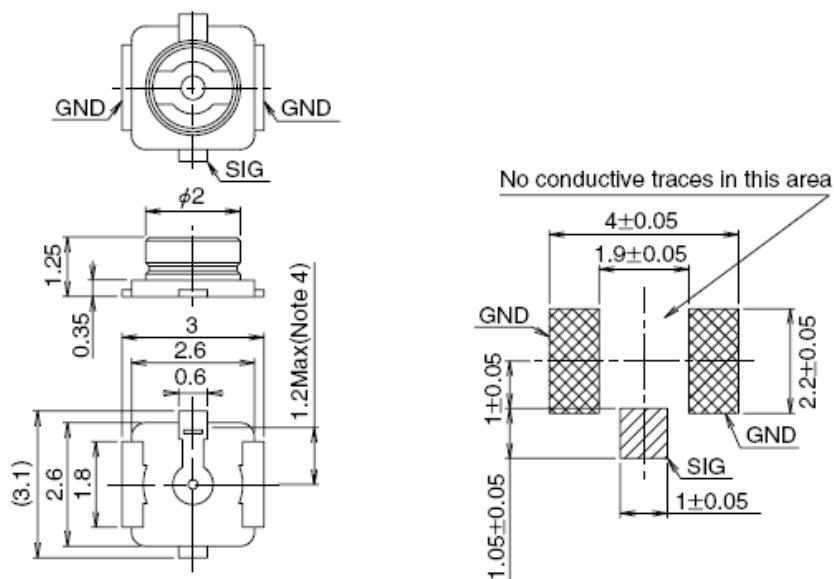 GND
GND
SIG
ϕ2
1.25
0.35
3
2.6
0.6
1.2Max(Note 4)
(3.1)
2.6
1.8
No conductive traces in this area
4±0.05
1.9±0.05
GND
1±0.05
2.2±0.05
GND
SIG
1.05±0.05
1±0.05